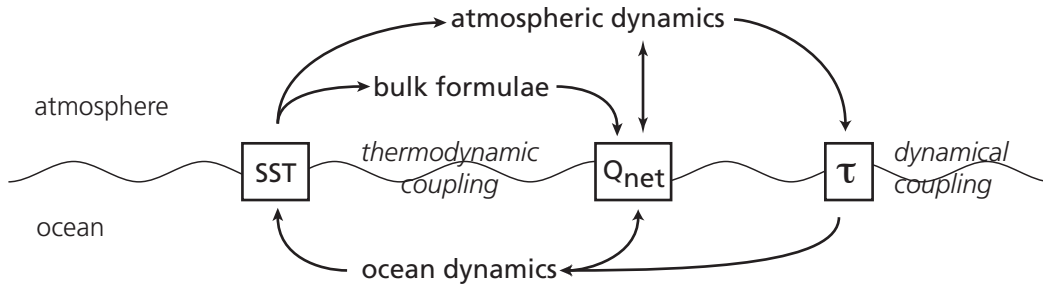 atmospheric dynamics
bulk formulae
atmosphere
SST
thermodynamic
coupling
Qnet
τ
dynamical
coupling
ocean
ocean dynamics